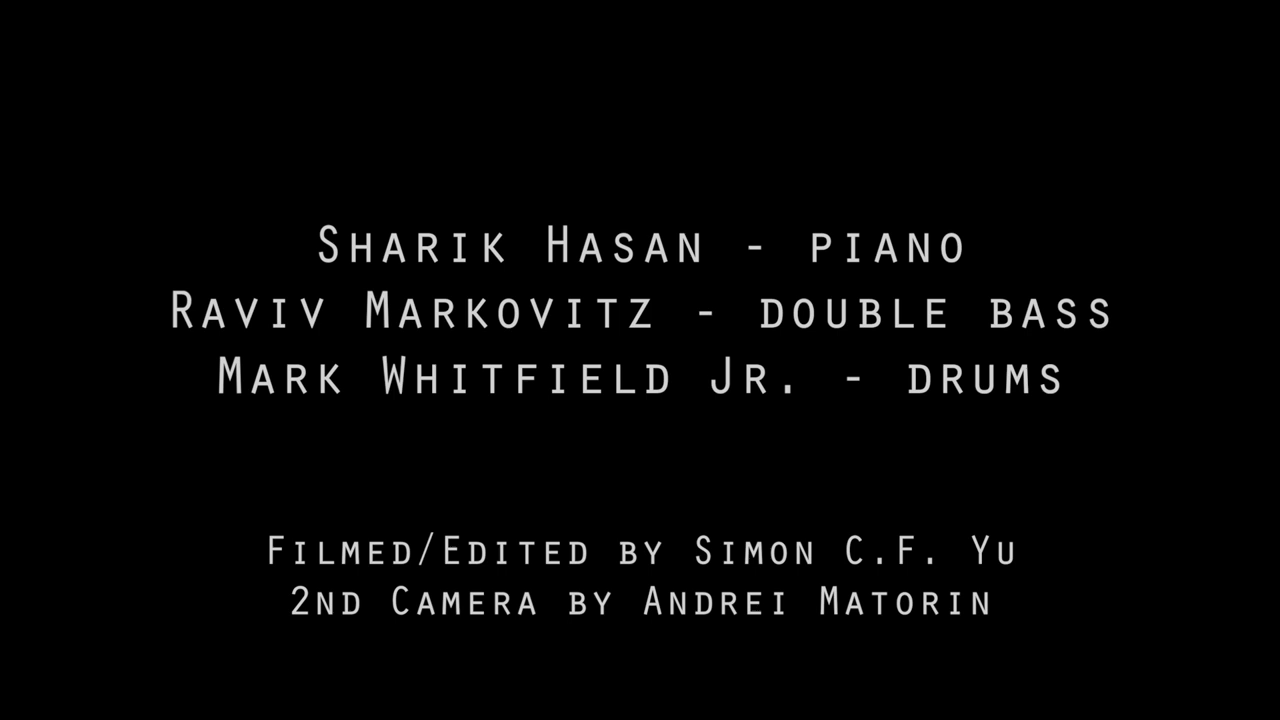 Sharik Hasan - piano
Raviv Markovitz - double bass
Mark Whitfield Jr. - drums
Filmed/Edited by Simon C.F. Yu
2nd Camera by Andrei Matorin